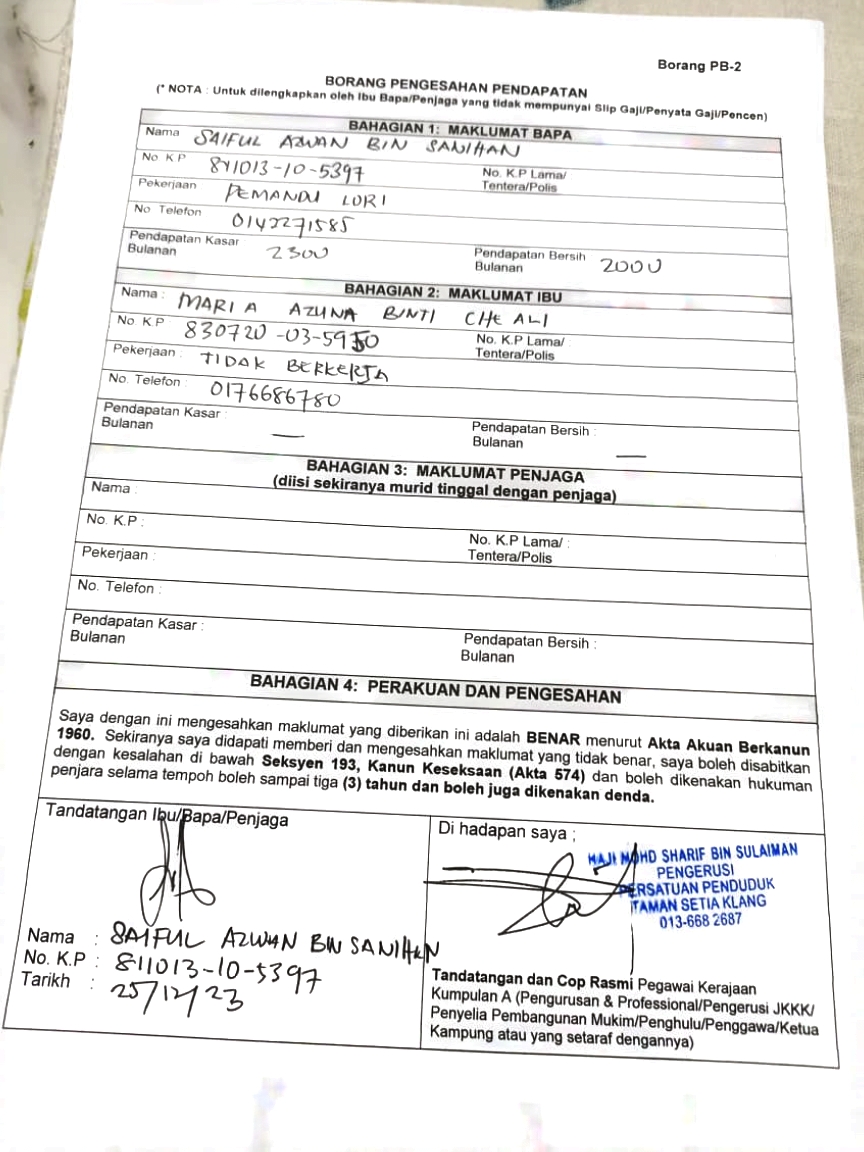 Borang PB-2
BORANG PENGESAHAN PENDAPATAN
(* NOTA : Untuk dilengkapkan oleh Ibu Bapa/Penjaga yang tidak mempunyai Slip Gaji/Penyata Gaji/Pencen)
BAHAGIAN 1: MAKLUMAT BAPA
Nama SAIFUL AZWAN BIN SANIHAN
No K.P 811013-10-5397 No. K.P Lama/
Tentera/Polis
Pekerjaan PEMANDU LORI
No Telefon 0142271585
Pendapatan Kasar 2300 Pendapatan Bersih 2000
Bulanan Bulanan
BAHAGIAN 2: MAKLUMAT IBU
Nama : MARIA AZUNA BINTI CHE ALI
No. K.P 830720-03-5950 No. K.P Lama/ :
Tentera/Polis
Pekerjaan : TIDAK BERKERJA
No. Telefon : 0176686780
Pendapatan Kasar : — Pendapatan Bersih : —
Bulanan Bulanan
BAHAGIAN 3: MAKLUMAT PENJAGA
(diisi sekiranya murid tinggal dengan penjaga)
Nama :
No. K.P : No. K.P Lama/ :
Tentera/Polis
Pekerjaan :
No. Telefon :
Pendapatan Kasar : Pendapatan Bersih :
Bulanan Bulanan
BAHAGIAN 4: PERAKUAN DAN PENGESAHAN
Saya dengan ini mengesahkan maklumat yang diberikan ini adalah BENAR menurut Akta Akuan Berkanun
1960. Sekiranya saya didapati memberi dan mengesahkan maklumat yang tidak benar, saya boleh disabitkan
dengan kesalahan di bawah Seksyen 193, Kanun Keseksaan (Akta 574) dan boleh dikenakan hukuman
penjara selama tempoh boleh sampai tiga (3) tahun dan boleh juga dikenakan denda.
Tandatangan Ibu/Bapa/Penjaga
Nama : SAIFUL AZWAN BIN SANIHAN
No. K.P : 811013-10-5397
Tarikh : 25/12/23
Di hadapan saya ;
HAJI MOHD SHARIF BIN SULAIMAN
PENGERUSI
PERSATUAN PENDUDUK
TAMAN SETIA KLANG
013-668 2687
Tandatangan dan Cop Rasmi Pegawai Kerajaan
Kumpulan A (Pengurusan & Professional/Pengerusi JKKK/
Penyelia Pembangunan Mukim/Penghulu/Penggawa/Ketua
Kampung atau yang setaraf dengannya)